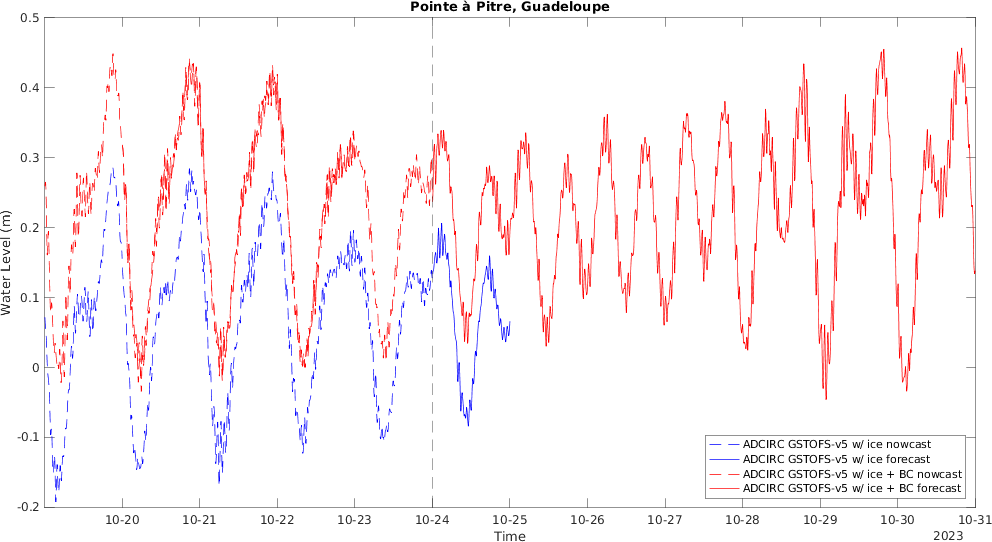 Pointe à Pitre, Guadeloupe
0.5
0.4
0.3
0.2
0.1
0
-0.1
-0.2
Water Level (m)
ADCIRC GSTOFS-v5 w/ ice nowcast
ADCIRC GSTOFS-v5 w/ ice forecast
ADCIRC GSTOFS-v5 w/ ice + BC nowcast
ADCIRC GSTOFS-v5 w/ ice + BC forecast
10-20 10-21 10-22 10-23 10-24 10-25 10-26 10-27 10-28 10-29 10-30 10-31
Time
2023